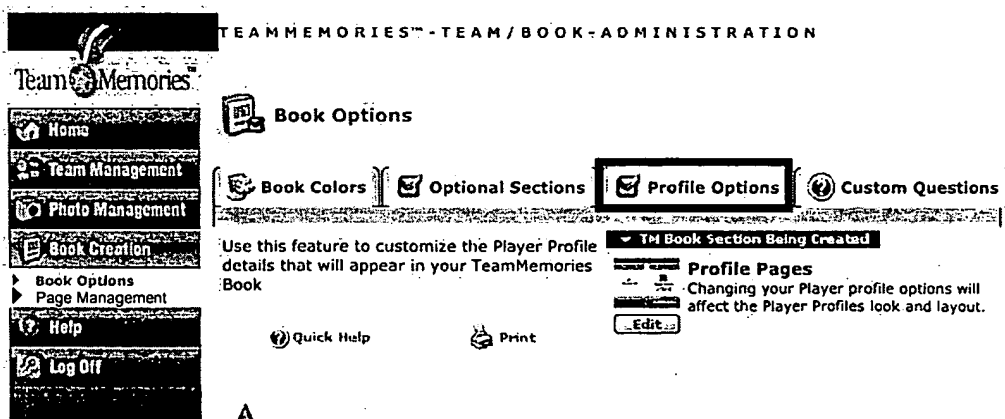 TEAMMEMORIES™-TEAM/BOOK-ADMINISTRATION
Team Memories™
Book Options
Home
Team Management
Photo Management
Book Creation
Book Options
Page Management
Help
Log Off
Book Colors
Optional Sections
Profile Options
Custom Questions
Use this feature to customize the Player Profile
details that will appear in your TeamMemories
Book
Quick Help
Print
TM Book Section Being Created
Profile Pages
Changing your Player profile options will
affect the Player Profiles look and layout.
Edit